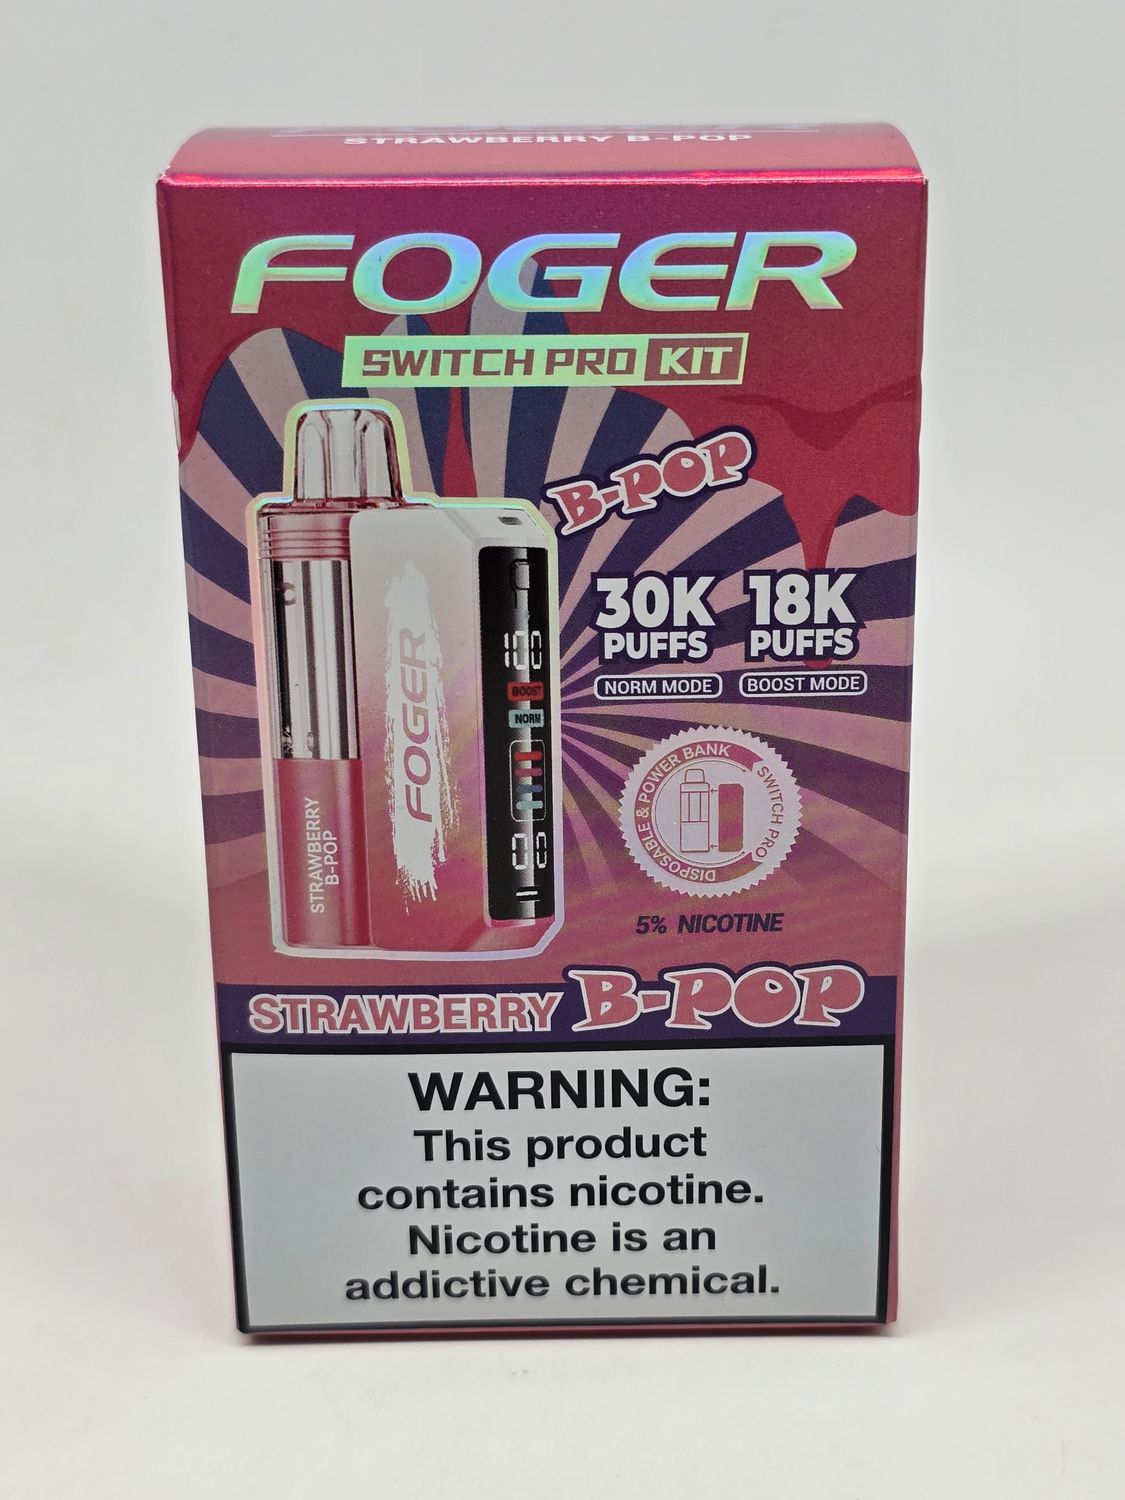 STRAWBERRY B-POP
FOGER
SWITCH PRO KIT
B-POP
30K 18K
PUFFS PUFFS
NORM MODE BOOST MODE
100
BOOST
NORM
FOGER
STRAWBERRY
B-POP
DISPOSABLE & POWER BANK
SWITCH PRO
5% NICOTINE
STRAWBERRY B-POP
WARNING:
This product
contains nicotine.
Nicotine is an
addictive chemical.